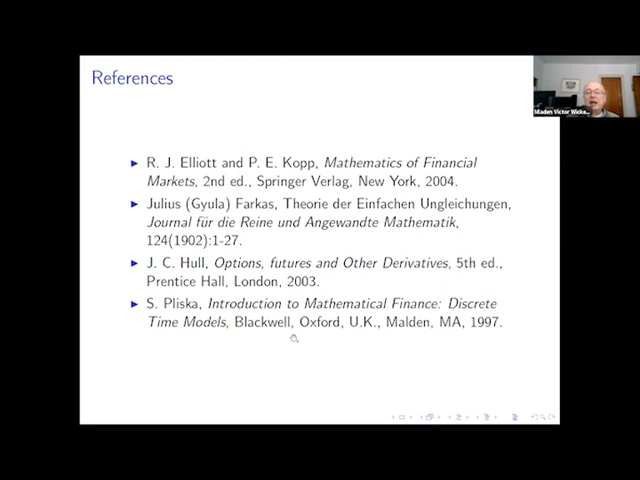 References
Mladen Victor Wicke...
R. J. Elliott and P. E. Kopp, Mathematics of Financial
Markets, 2nd ed., Springer Verlag, New York, 2004.
Julius (Gyula) Farkas, Theorie der Einfachen Ungleichungen,
Journal für die Reine und Angewandte Mathematik,
124(1902):1-27.
J. C. Hull, Options, futures and Other Derivatives, 5th ed.,
Prentice Hall, London, 2003.
S. Pliska, Introduction to Mathematical Finance: Discrete
Time Models, Blackwell, Oxford, U.K., Malden, MA, 1997.